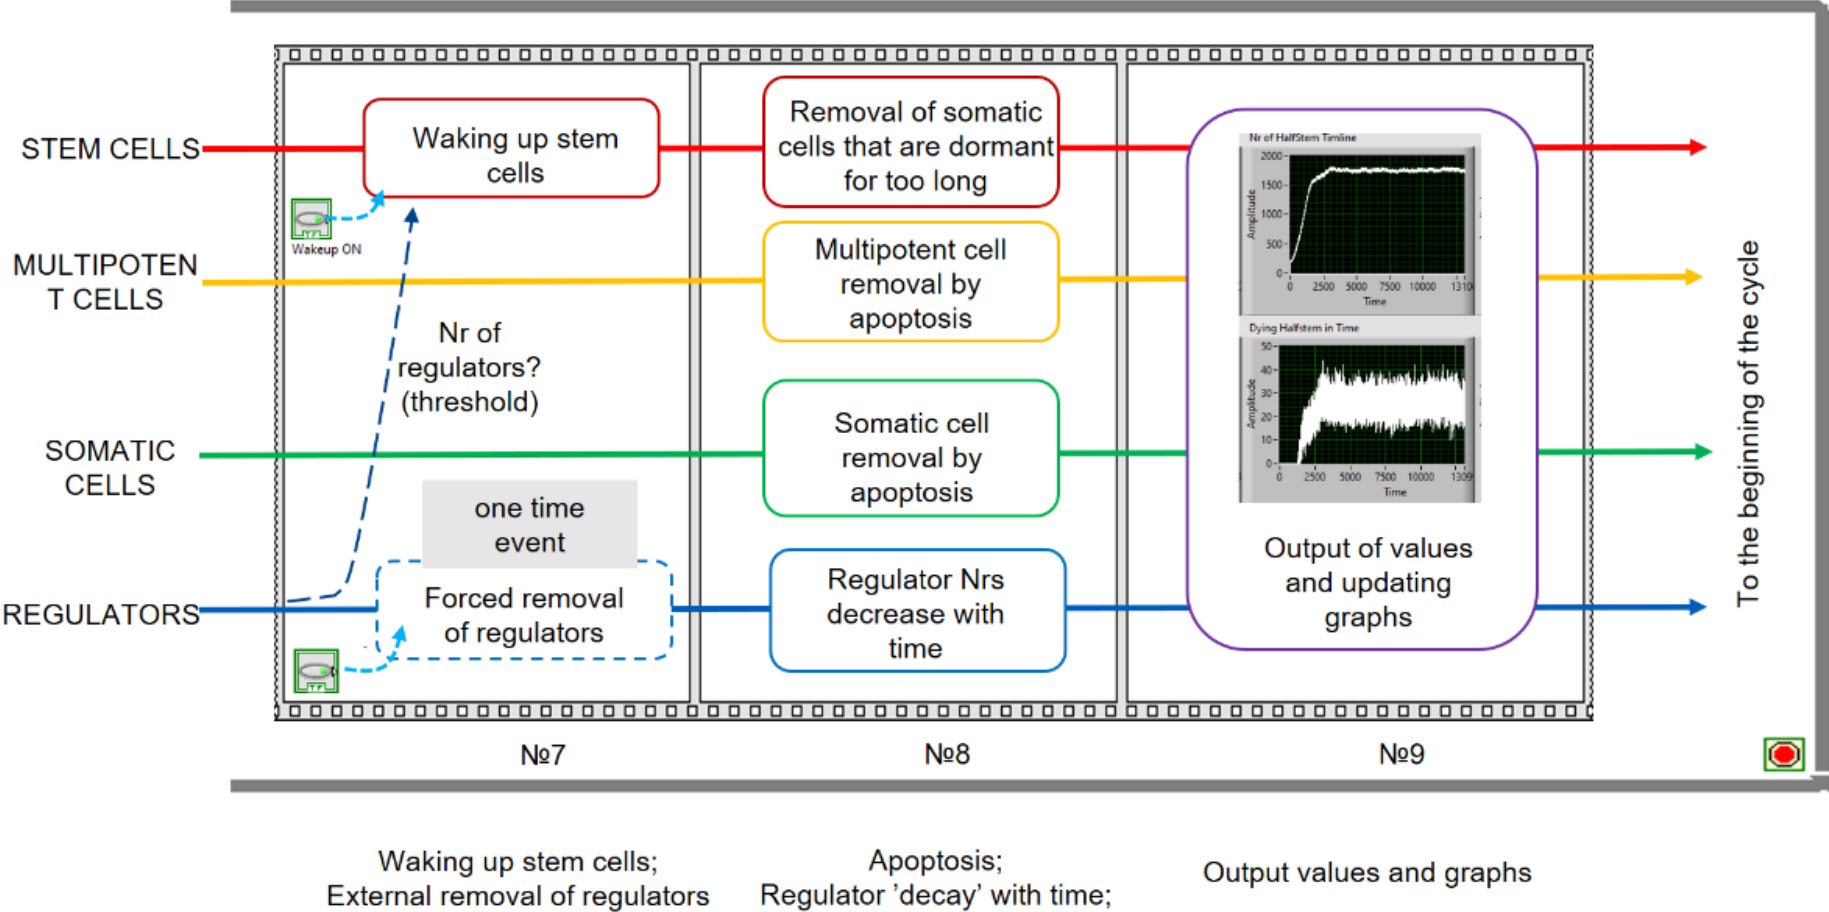 STEM CELLS
MULTIPOTEN
T CELLS
SOMATIC
CELLS
REGULATORS
Waking up stem
cells
Wakeup ON
Nr of
regulators?
(threshold)
one time
event
Forced removal
of regulators
Removal of somatic
cells that are dormant
for too long
Multipotent cell
removal by
apoptosis
Somatic cell
removal by
apoptosis
Regulator Nrs
decrease with
time
Nr of HalfStem Timline
Amplitude
2000
1500
1000
500
0
0 2500 5000 7500 10000 1310
Time
Dying Halfstem in Time
Amplitude
50
40
30
20
10
0
0 2500 5000 7500 10000 1309
Time
Output of values
and updating
graphs
To the beginning of the cycle
№7
№8
№9
Waking up stem cells;
External removal of regulators
Apoptosis;
Regulator ’decay’ with time;
Output values and graphs